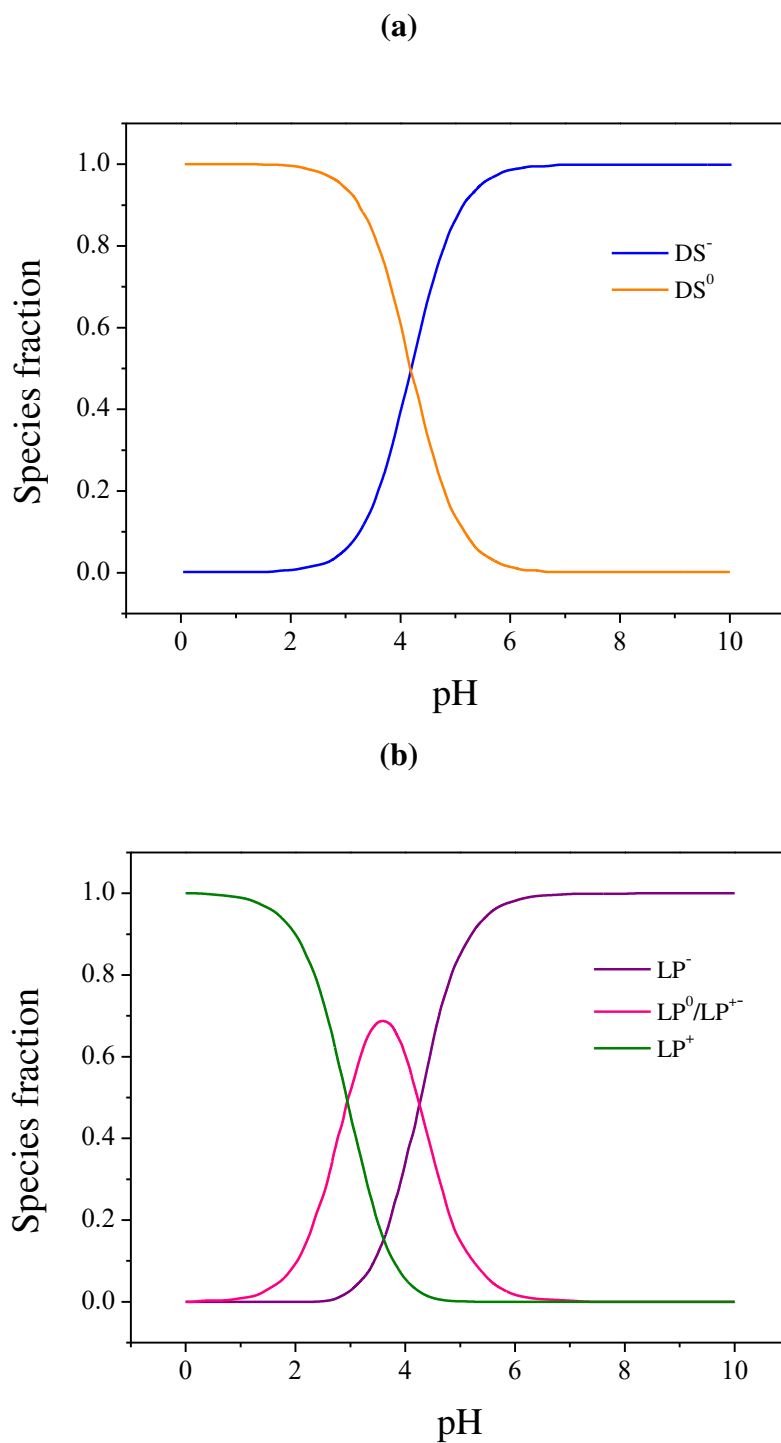 (a)
1.0
0.8
0.6
0.4
0.2
0.0
Species fraction
DS⁻
DS⁰
0 2 4 6 8 10
pH
(b)
1.0
0.8
0.6
0.4
0.2
0.0
Species fraction
LP⁻
LP⁰/LP⁺⁻
LP⁺
0 2 4 6 8 10
pH